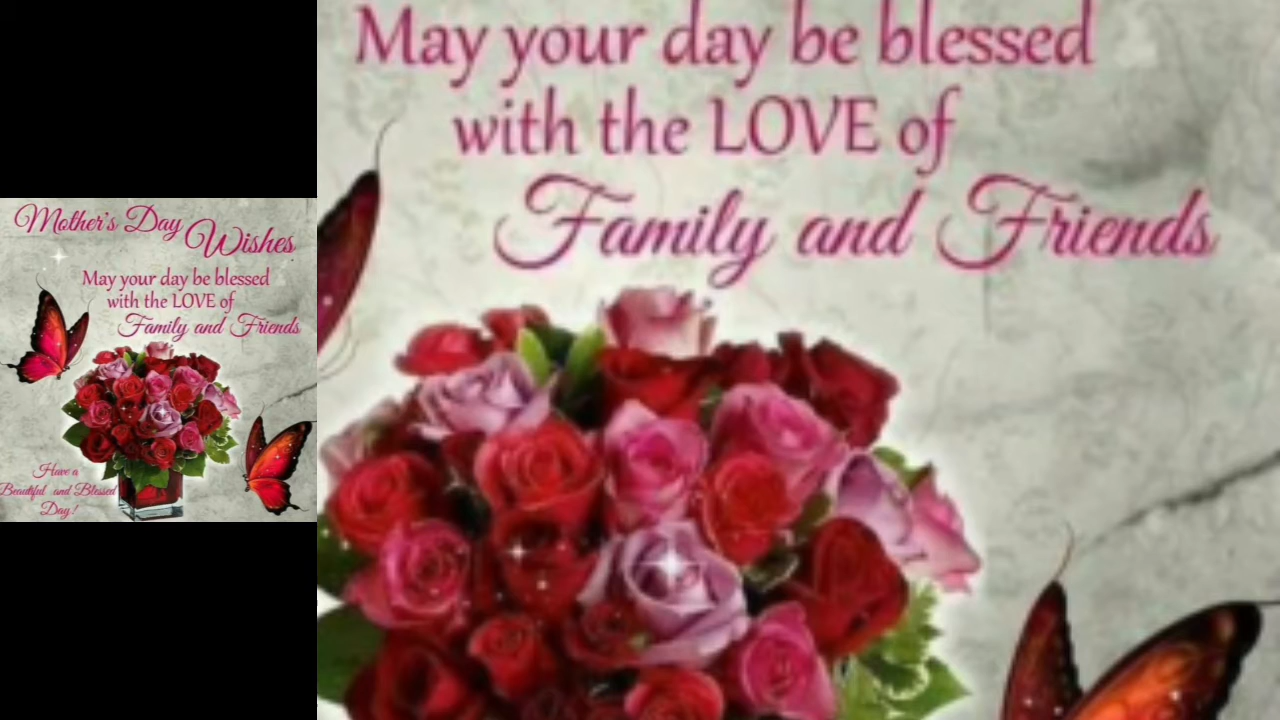 Mother's Day
Wishes
May your day be blessed
with the LOVE of
Family and Friends
Have a
Beautiful and Blessed
Day!
May your day be blessed
with the LOVE of
Family and Friends